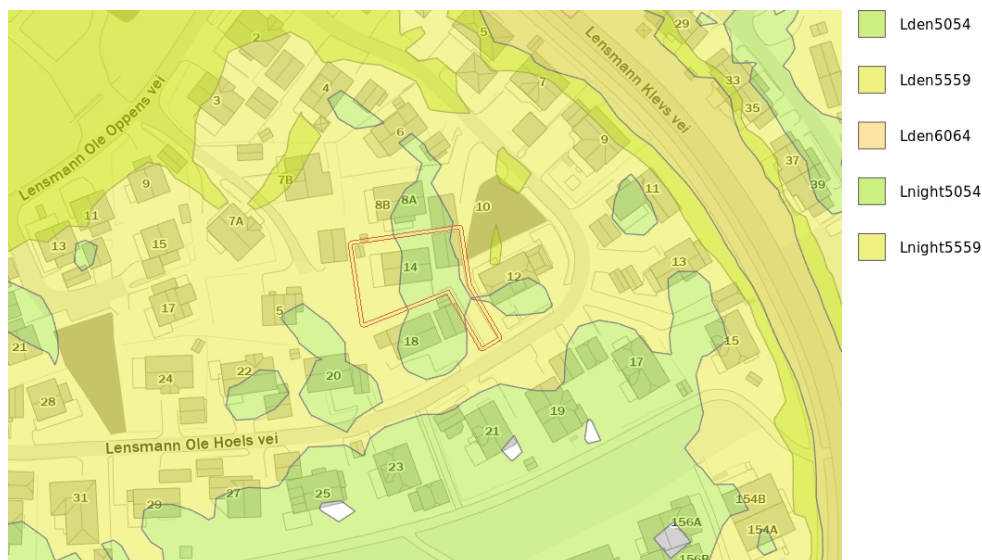 Lden5054
Lden5559
Lden6064
Lnight5054
Lnight5559
Lensmann Ole Oppens vei
Lensmann Klevs vei
Lensmann Ole Hoels vei
2
5
29
3
4
7
33
35
6
9
37
39
9
7B
8B
8A
10
11
11
7A
13
15
14
12
13
17
5
18
15
21
24
22
20
17
28
19
21
23
31
29
27
25
154B
154A
156A
156B